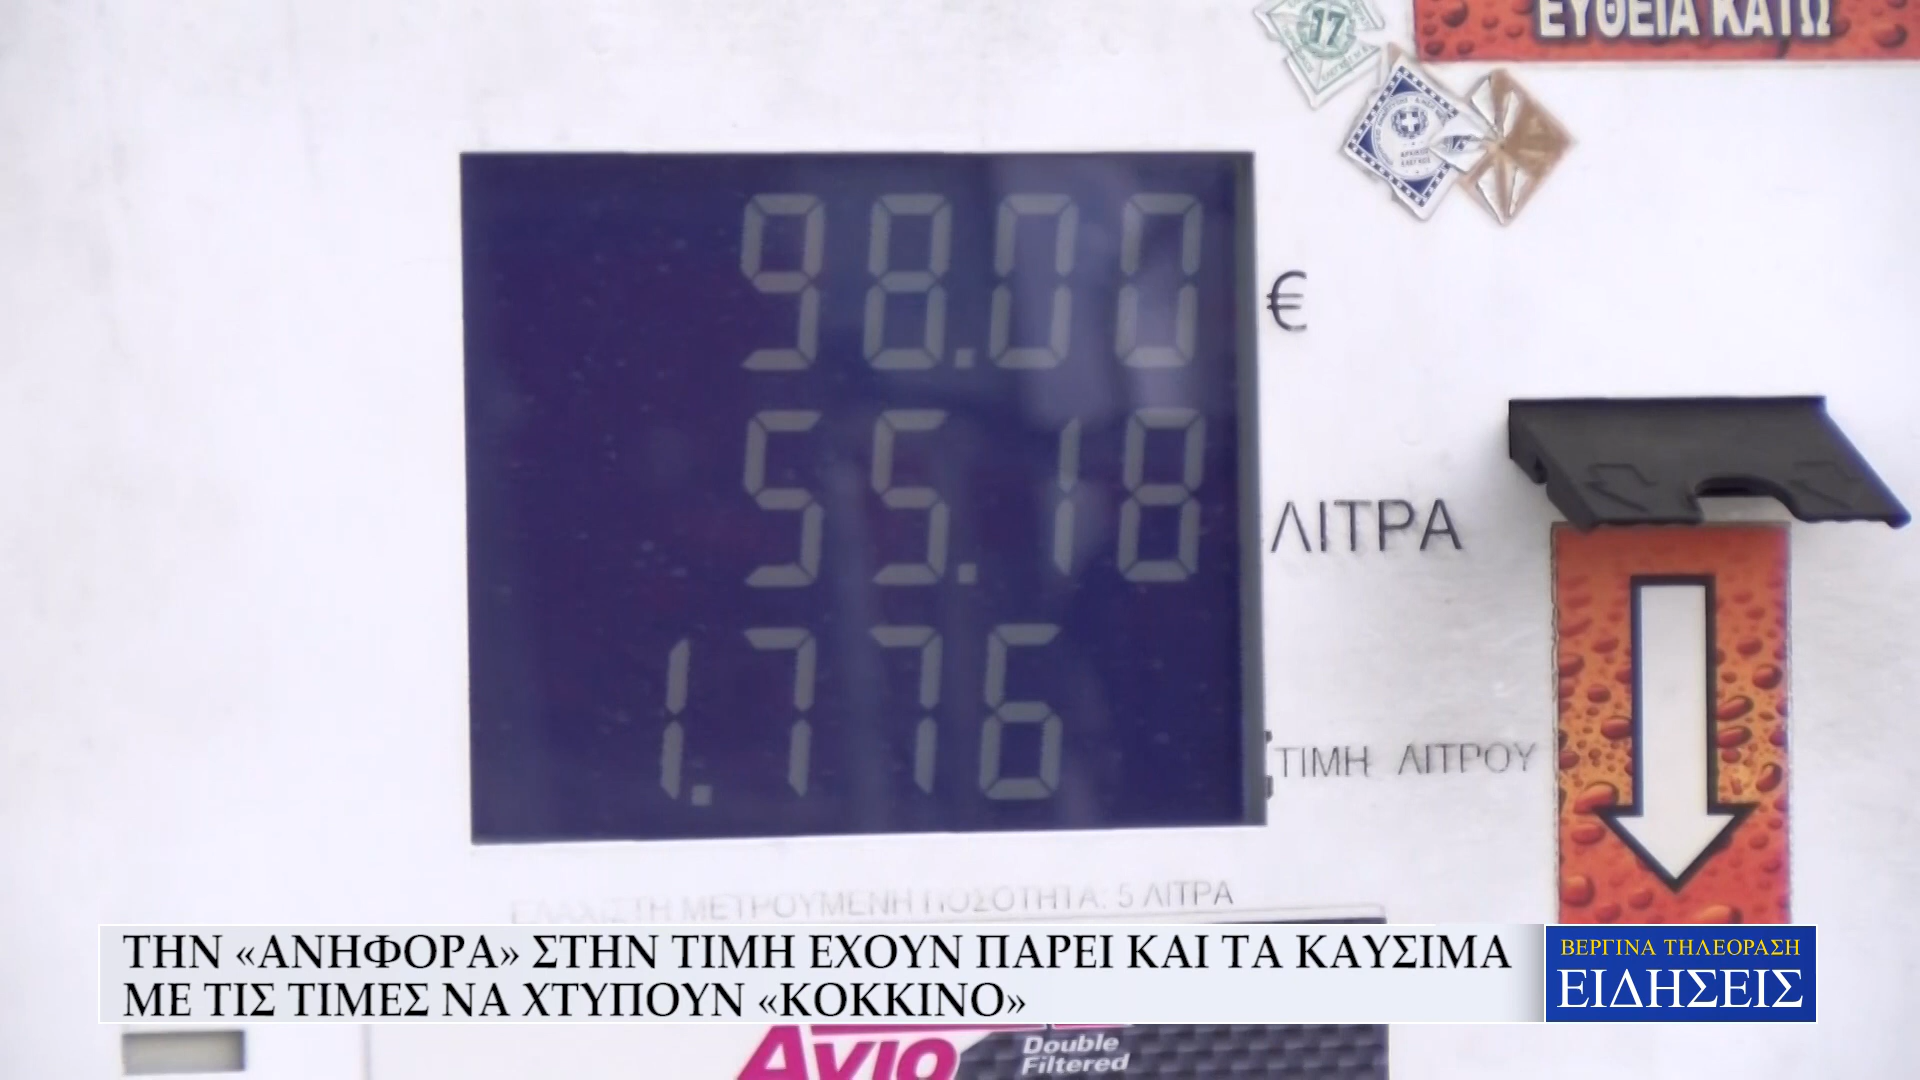 ΕΥΘΕΙΑ ΚΑΤΩ
17
98.00
€
55.18
ΛΙΤΡΑ
1.776
ΤΙΜΗ ΛΙΤΡΟΥ
ΕΛΑΧΙΣΤΗ ΜΕΤΡΟΥΜΕΝΗ ΠΟΣΟΤΗΤΑ: 5 ΛΙΤΡΑ
ΤΗΝ «ΑΝΗΦΟΡΑ» ΣΤΗΝ ΤΙΜΗ ΕΧΟΥΝ ΠΑΡΕΙ ΚΑΙ ΤΑ ΚΑΥΣΙΜΑ
ΜΕ ΤΙΣ ΤΙΜΕΣ ΝΑ ΧΤΥΠΟΥΝ «ΚΟΚΚΙΝΟ»
ΒΕΡΓΙΝΑ ΤΗΛΕΟΡΑΣΗ
ΕΙΔΗΣΕΙΣ
Avio
Double
Filtered